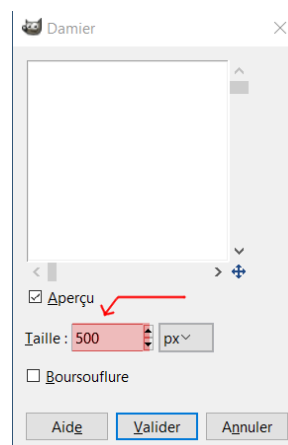 Damier
Aperçu
Taille : 500 px
Boursouflure
Aide Valider Annuler